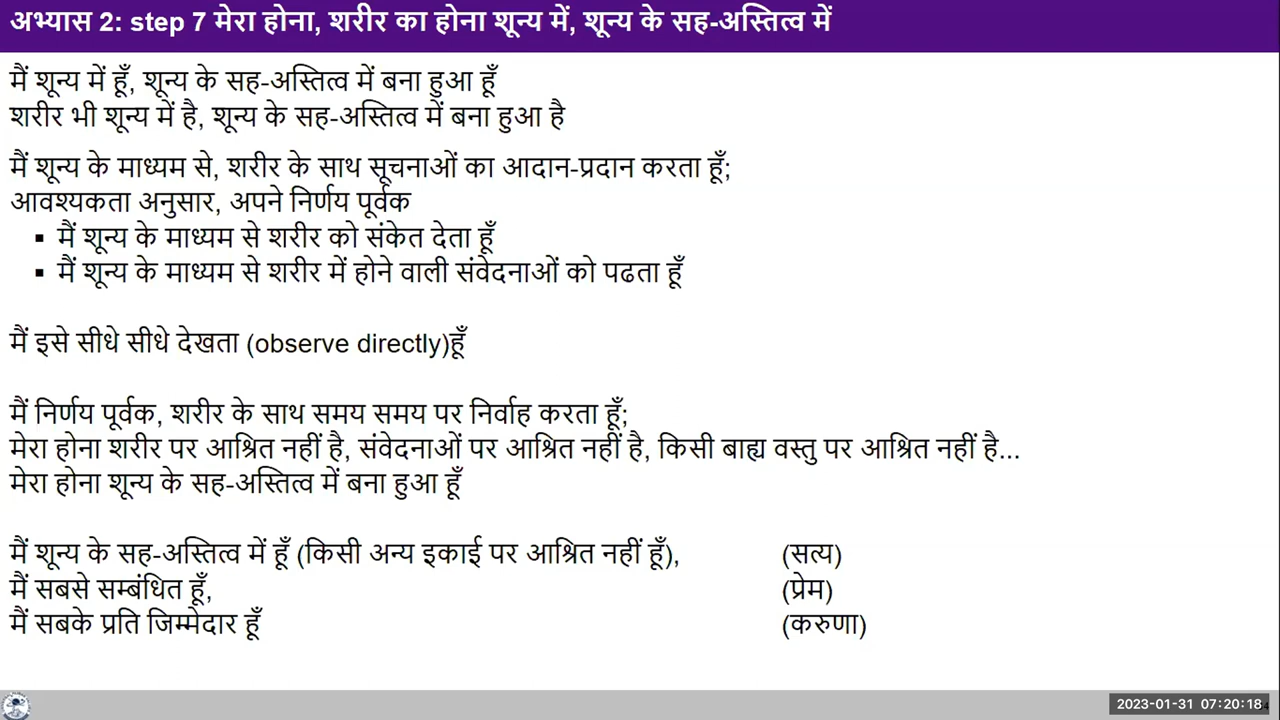 अभ्यास 2: step 7 मेरा होना, शरीर का होना शून्य में, शून्य के सह-अस्तित्व में
मैं शून्य में हूँ, शून्य के सह-अस्तित्व में बना हुआ हूँ
शरीर भी शून्य में है, शून्य के सह-अस्तित्व में बना हुआ है
मैं शून्य के माध्यम से, शरीर के साथ सूचनाओं का आदान-प्रदान करता हूँ;
आवश्यकता अनुसार, अपने निर्णय पूर्वक
▪ मैं शून्य के माध्यम से शरीर को संकेत देता हूँ
▪ मैं शून्य के माध्यम से शरीर में होने वाली संवेदनाओं को पढता हूँ
मैं इसे सीधे सीधे देखता (observe directly)हूँ
मैं निर्णय पूर्वक, शरीर के साथ समय समय पर निर्वाह करता हूँ;
मेरा होना शरीर पर आश्रित नहीं है, संवेदनाओं पर आश्रित नहीं है, किसी बाह्य वस्तु पर आश्रित नहीं है...
मेरा होना शून्य के सह-अस्तित्व में बना हुआ हूँ
मैं शून्य के सह-अस्तित्व में हूँ (किसी अन्य इकाई पर आश्रित नहीं हूँ), (सत्य)
मैं सबसे सम्बंधित हूँ, (प्रेम)
मैं सबके प्रति जिम्मेदार हूँ (करुणा)
2023-01-31 07:20:18